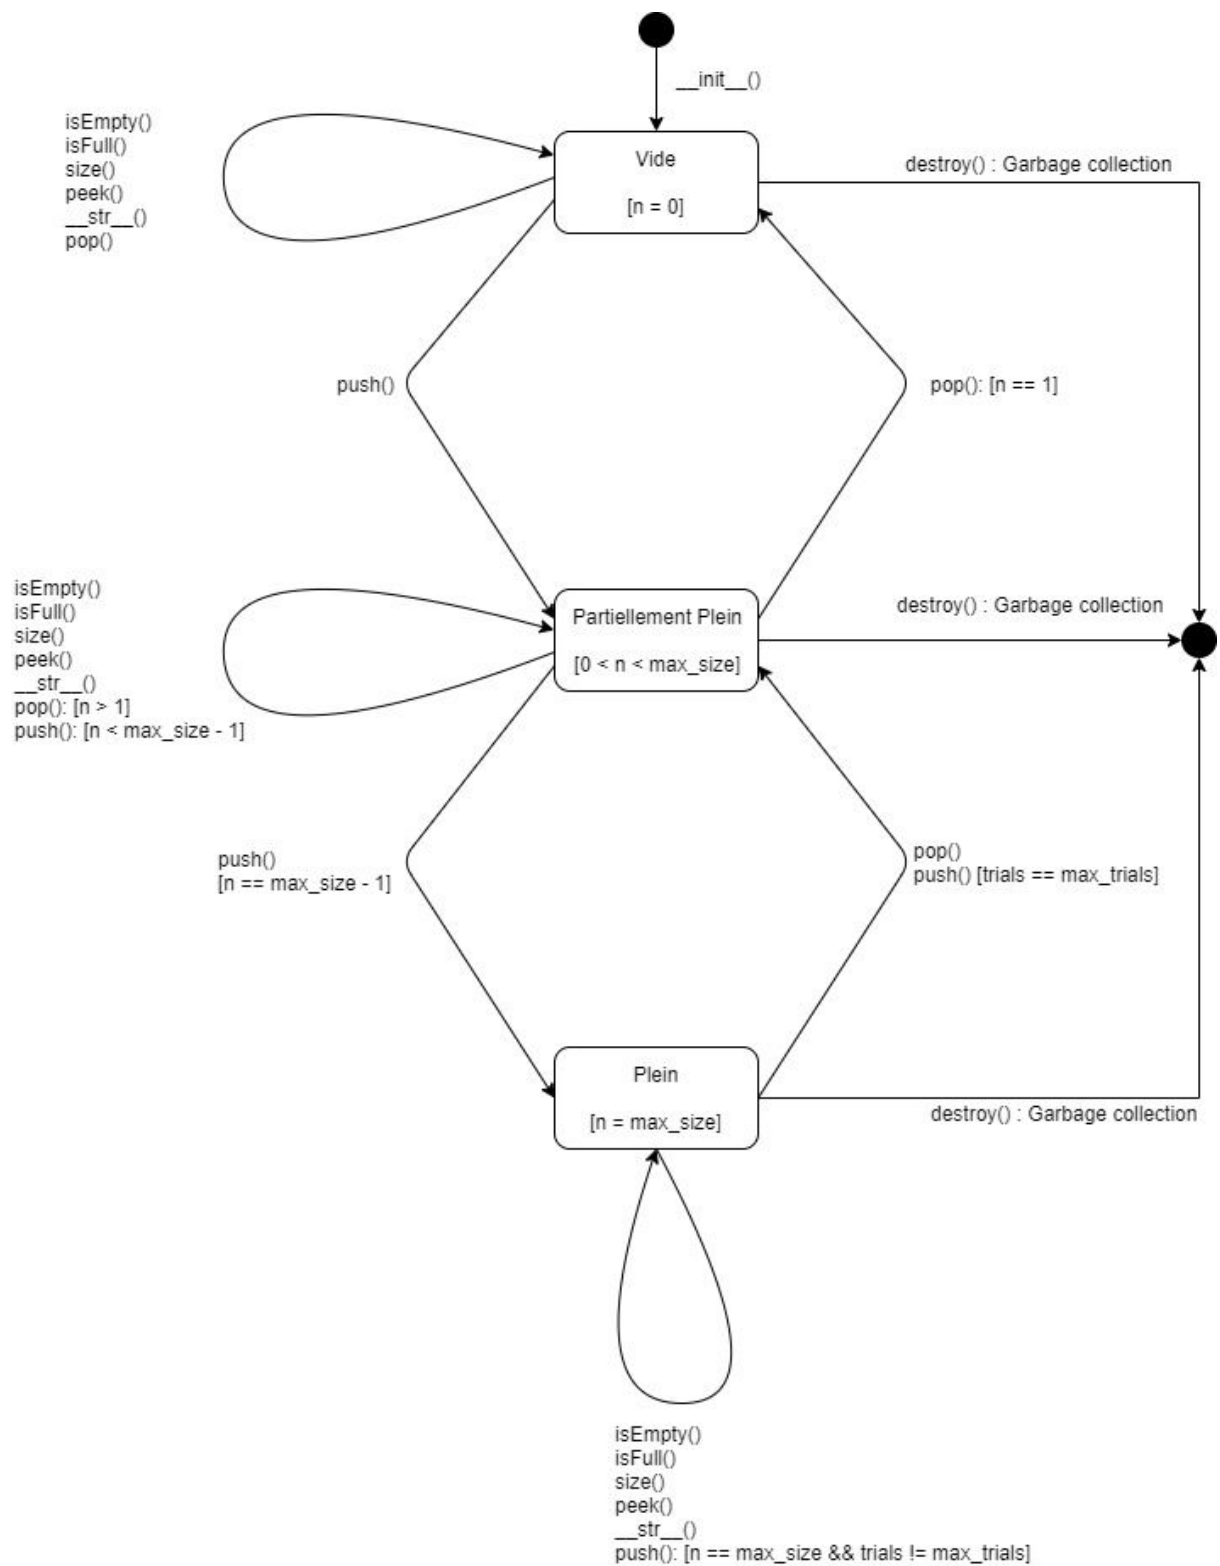 __init__()
isEmpty()
isFull()
size()
peek()
__str__()
pop()
Vide
[n = 0]
destroy() : Garbage collection
push()
pop(): [n == 1]
isEmpty()
isFull()
size()
peek()
__str__()
pop(): [n > 1]
push(): [n < max_size - 1]
Partiellement Plein
[0 < n < max_size]
destroy() : Garbage collection
push()
[n == max_size - 1]
pop()
push() [trials == max_trials]
Plein
[n = max_size]
destroy() : Garbage collection
isEmpty()
isFull()
size()
peek()
__str__()
push(): [n == max_size && trials != max_trials]